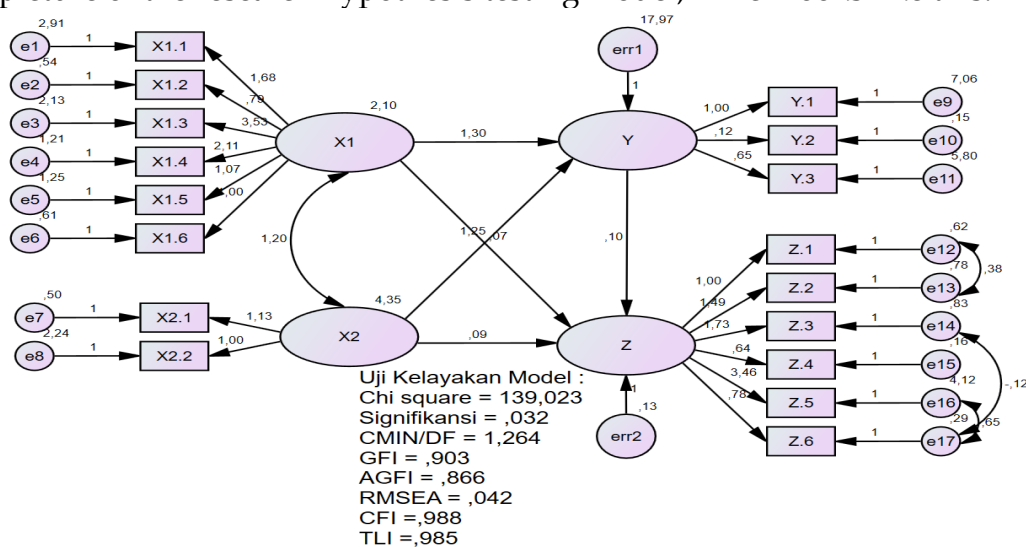 picture of the research hypothesis testing model,
2,91
e1 1 X1.1
,54
e2 1 X1.2
2,13
e3 1 X1.3
1,21
e4 1 X1.4
1,25
e5 1 X1.5
,61
e6 1 X1.6
1,68
,79
3,53
2,11
1,07
,00
2,10
X1
1,30
17,97
err1
1
Y
1,00
,12
,65
Y.1 1 e9
7,06
Y.2 1 e10
,15
Y.3 1 e11
5,80
1,20
1,25
,07
,10
,50
e7 1 X2.1
2,24
e8 1 X2.2
1,13
1,00
4,35
X2
,09
Z
1
,13
err2
1,00
1,49
1,73
,64
3,46
,78
Z.1 1 e12
,62
Z.2 1 e13
,78
,38
Z.3 1 e14
,83
Z.4 1 e15
,16
Z.5 1 e16
4,12
Z.6 1 e17
,29
,65
-,12
Uji Kelayakan Model :
Chi square = 139,023
Signifikansi = ,032
CMIN/DF = 1,264
GFI = ,903
AGFI = ,866
RMSEA = ,042
CFI =,988
TLI =,985